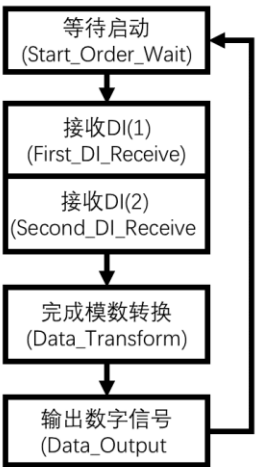 等待启动
(Start_Order_Wait)
接收DI(1)
(First_DI_Receive)
接收DI(2)
(Second_DI_Receive
完成模数转换
(Data_Transform)
输出数字信号
(Data_Output